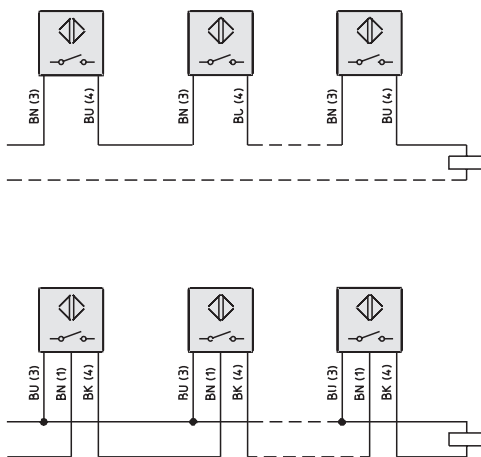 BN (3) BU (4) BN (3) BU (4) BN (3) BU (4)
BU (3) BN (1) BK (4) BU (3) BN (1) BK (4) BU (3) BN (1) BK (4)